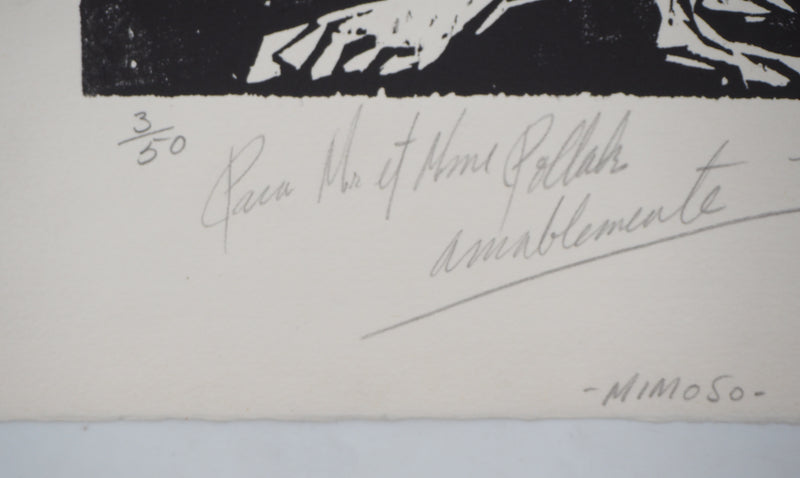 3/50
Para Mr et Mme Pollak
amablemente
-MIMOSO-